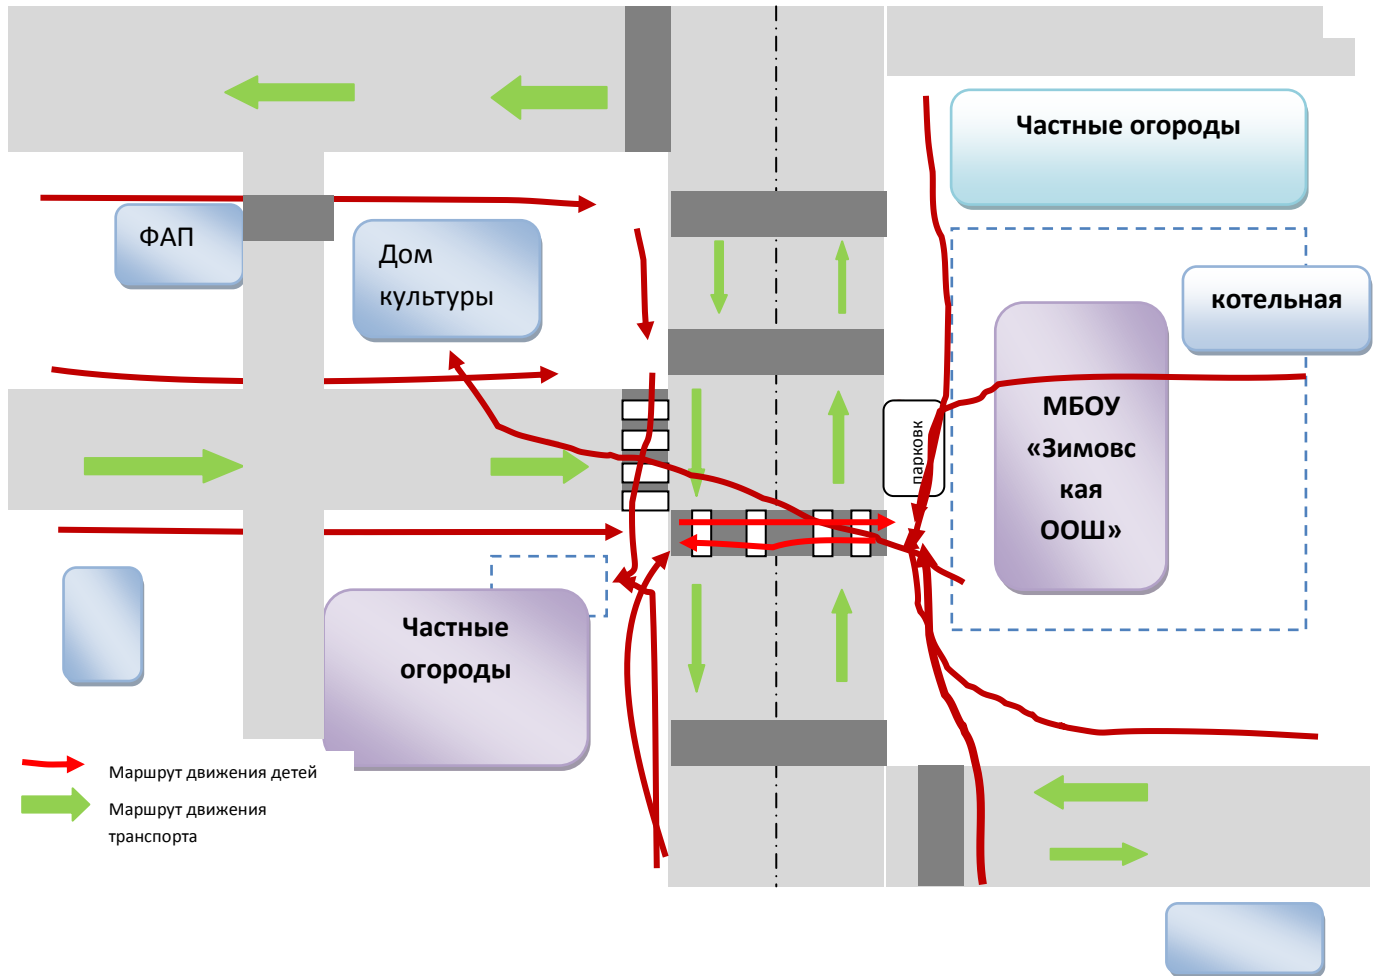 Частные огороды
ФАП
Дом
культуры
котельная
МБОУ
«Зимовс
кая
ООШ»
парковк
Частные
огороды
Маршрут движения детей
Маршрут движения
транспорта